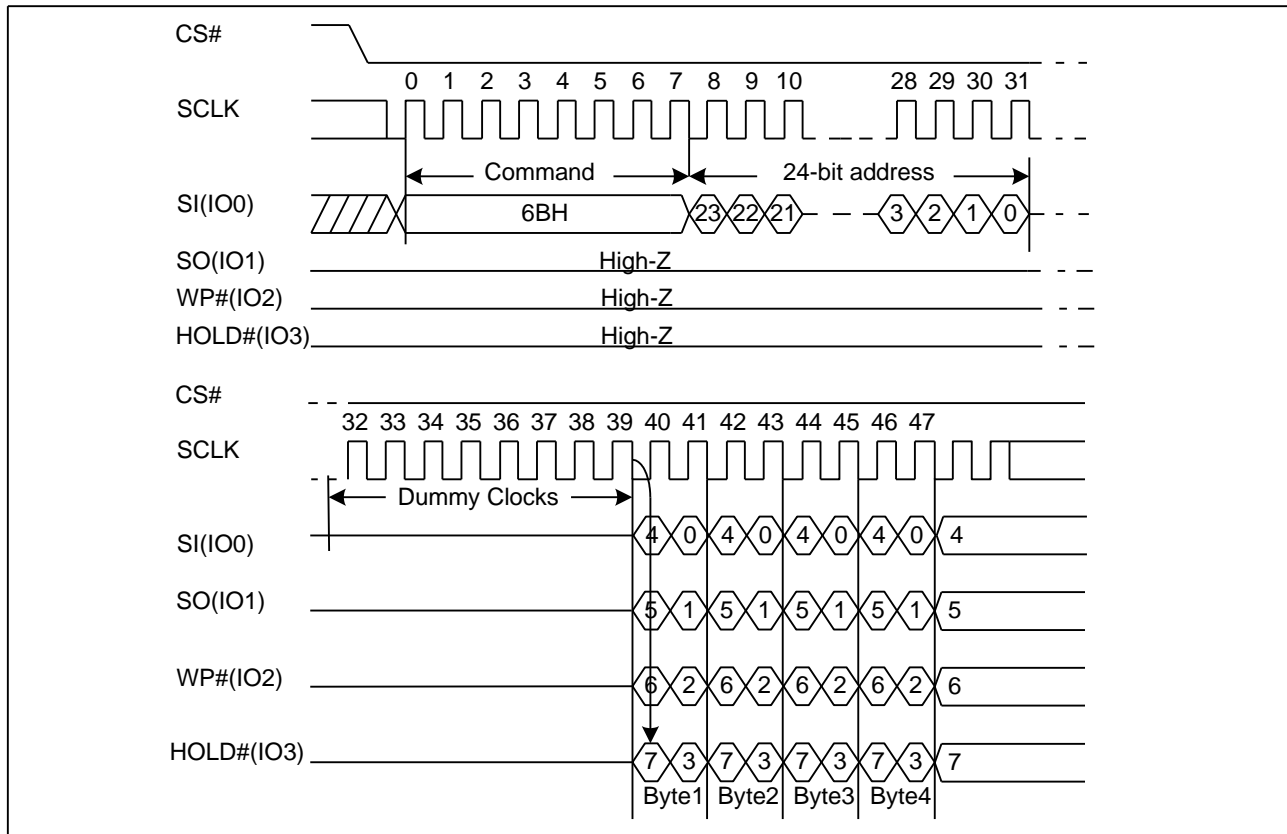 CS#
0 1 2 3 4 5 6 7 8 9 10 28 29 30 31
SCLK
Command 24-bit address
SI(IO0) 6BH 23 22 21 3 2 1 0
SO(IO1) High-Z
WP#(IO2) High-Z
HOLD#(IO3) High-Z
CS#
32 33 34 35 36 37 38 39 40 41 42 43 44 45 46 47
SCLK
Dummy Clocks
SI(IO0) 4 0 4 0 4 0 4 0 4
SO(IO1) 5 1 5 1 5 1 5 1 5
WP#(IO2) 6 2 6 2 6 2 6 2 6
HOLD#(IO3) 7 3 7 3 7 3 7 3 7
Byte1 Byte2 Byte3 Byte4